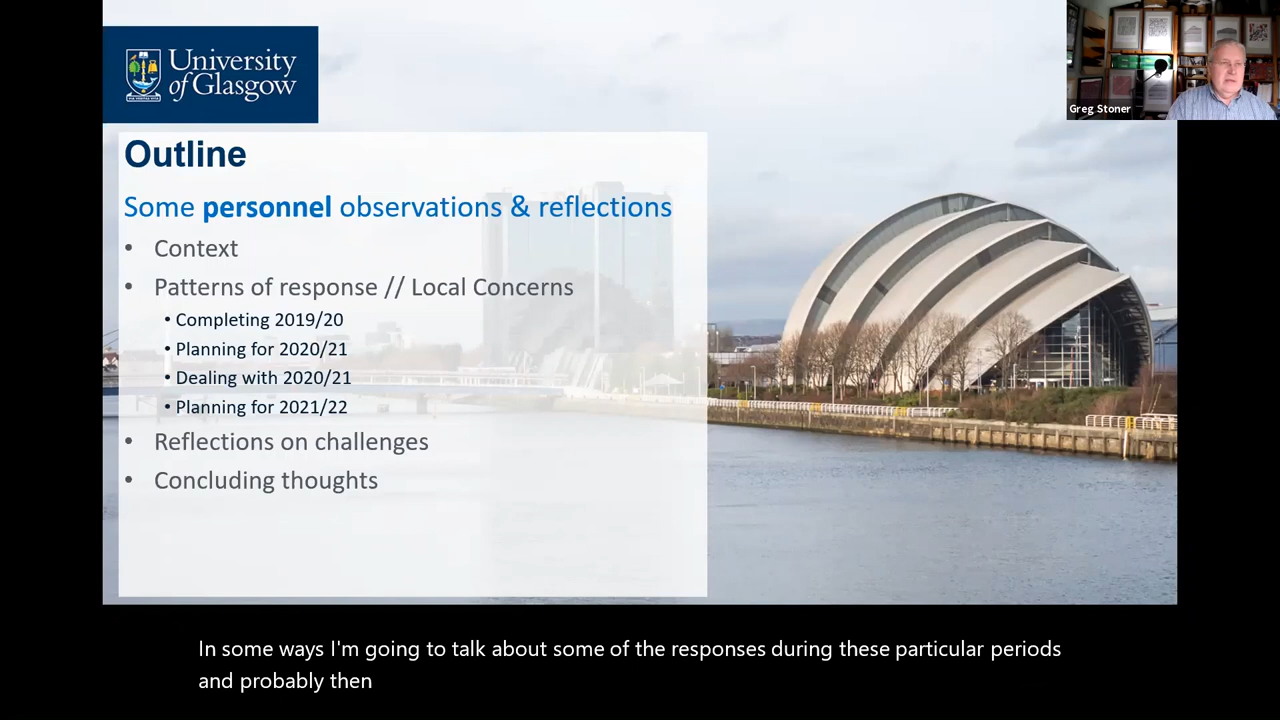 University
of Glasgow
Greg Stoner
Outline
Some personnel observations & reflections
• Context
• Patterns of response // Local Concerns
• Completing 2019/20
• Planning for 2020/21
• Dealing with 2020/21
• Planning for 2021/22
• Reflections on challenges
• Concluding thoughts
In some ways I'm going to talk about some of the responses during these particular periods
and probably then